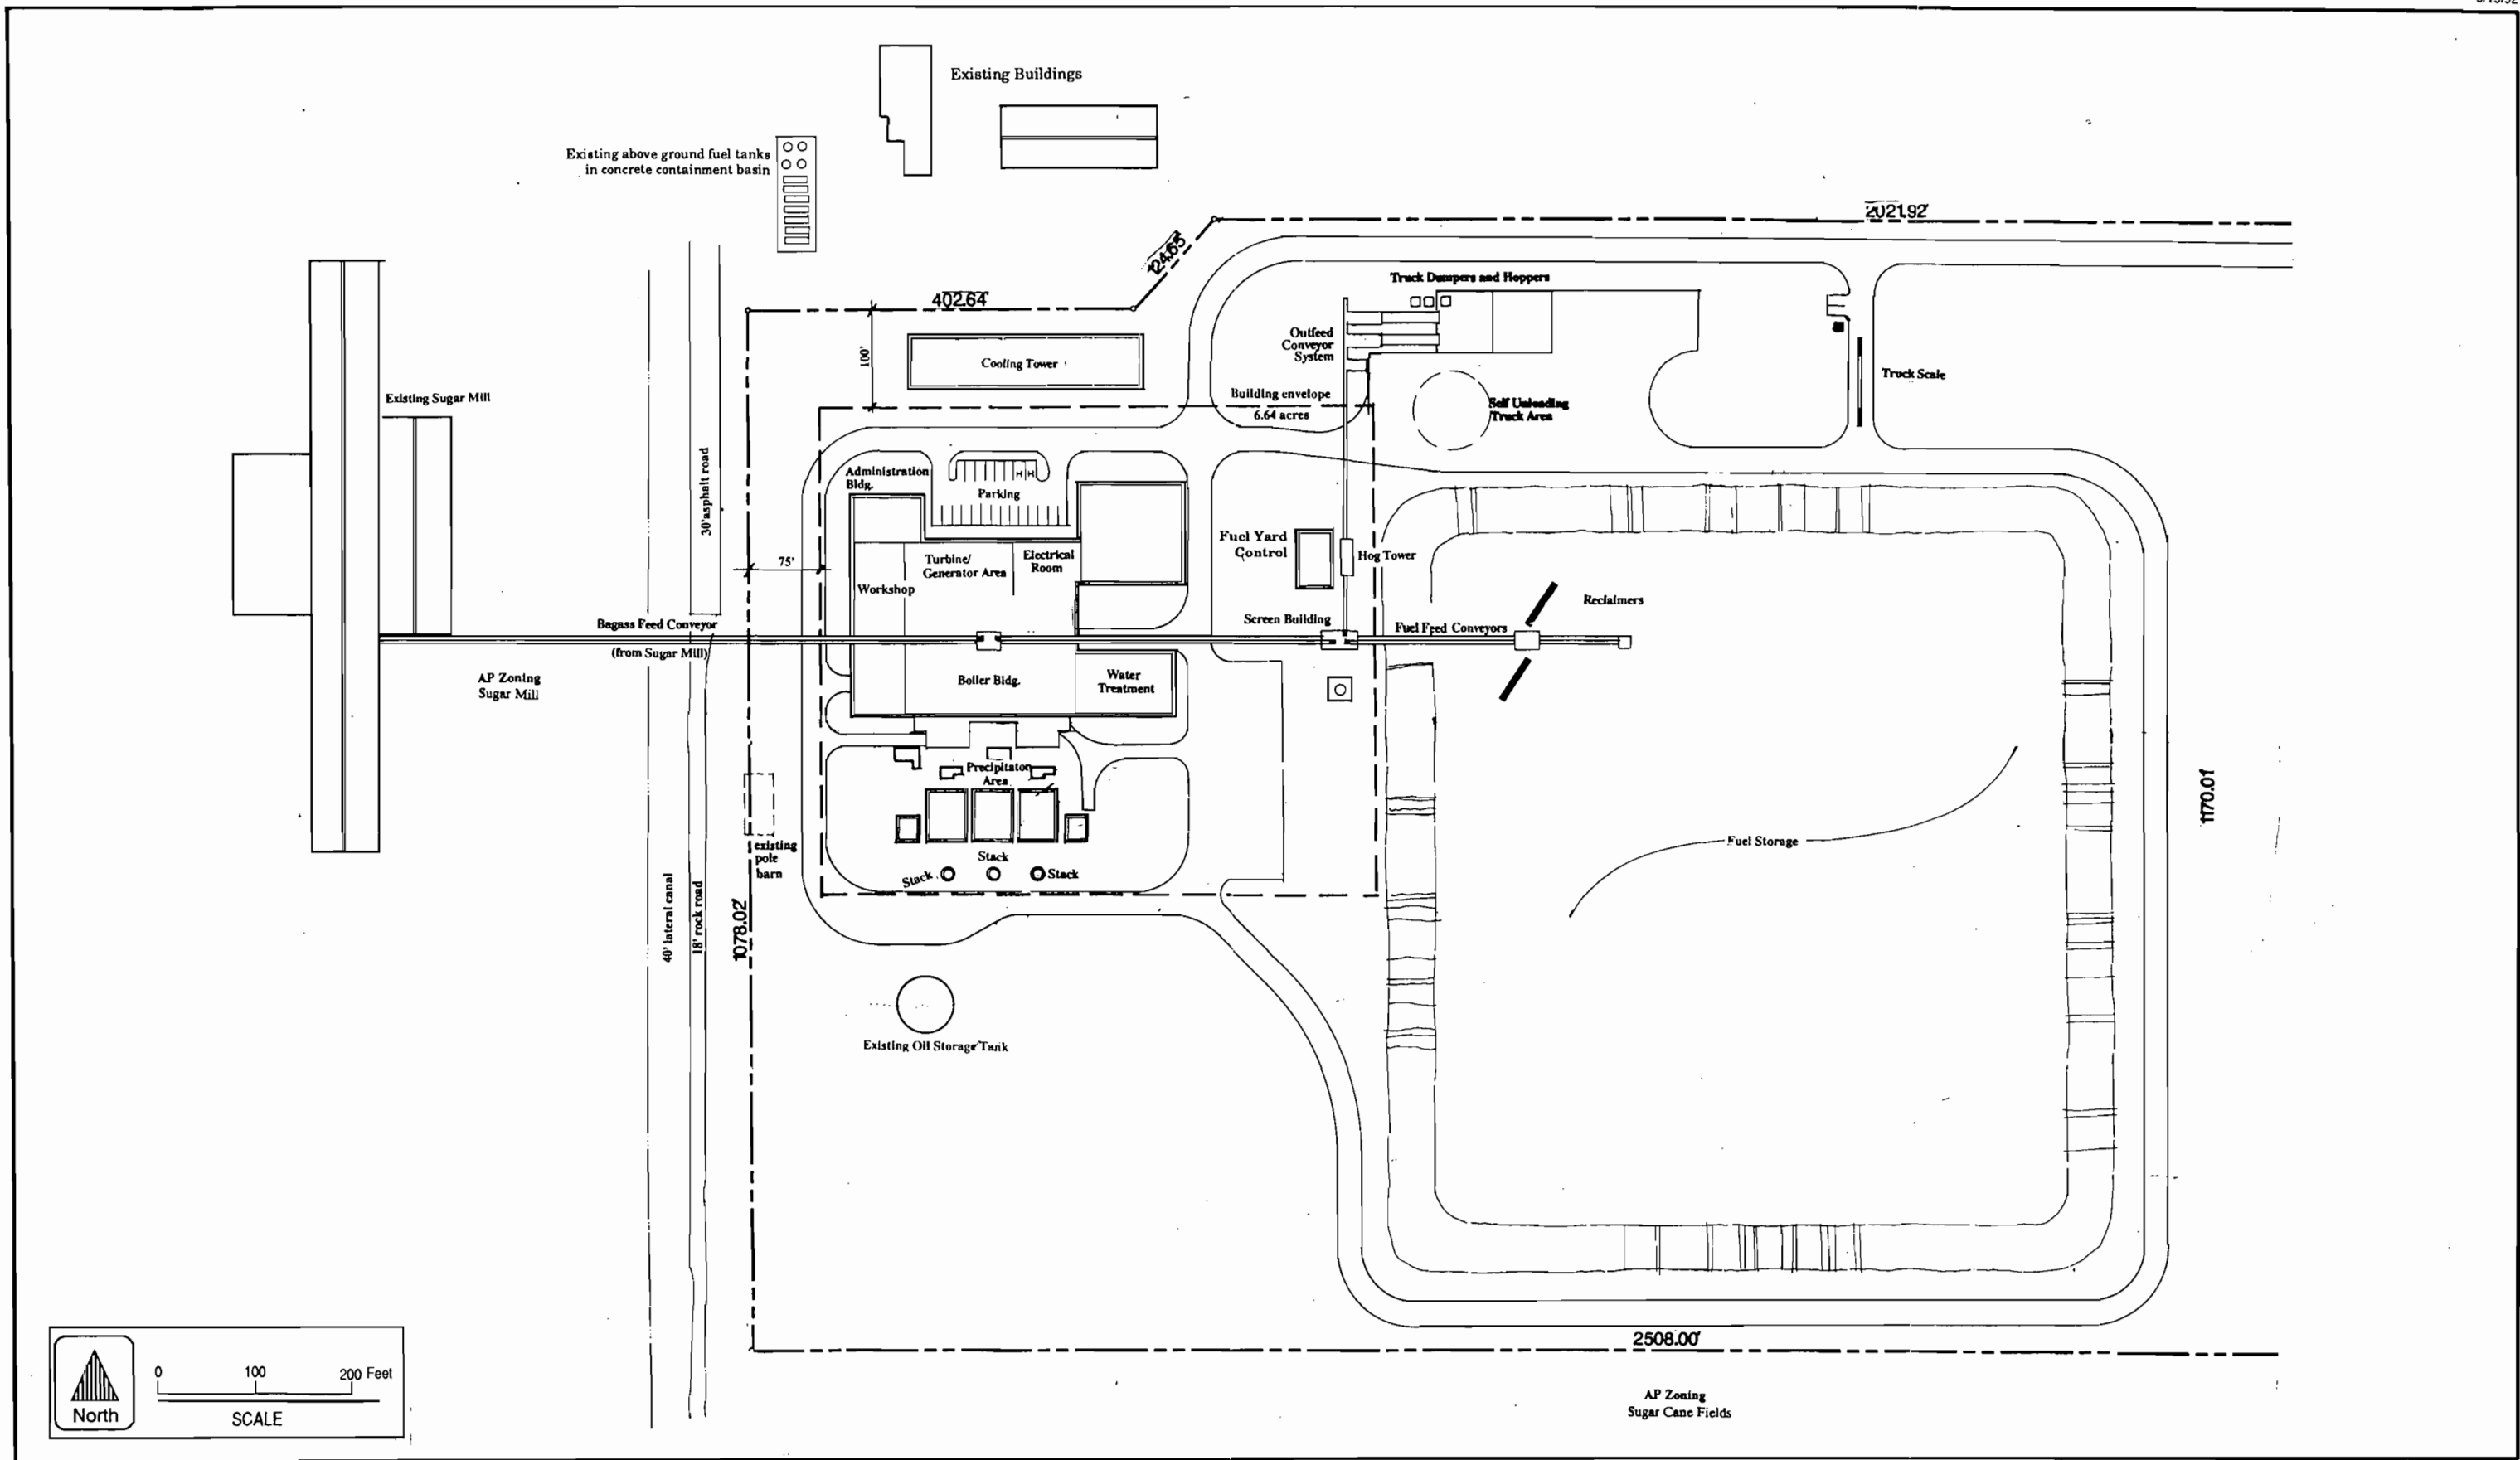 Existing Buildings
Existing above ground fuel tanks
in concrete containment basin
2021.92'
124.65'
402.64'
Truck Dumpers and Hoppers
100'
Outfeed
Conveyor
System
Cooling Tower
Truck Scale
Existing Sugar Mill
Building envelope
6.64 acres
Self Unloading
Truck Area
30' asphalt road
Administration
Bldg.
H H
Parking
Fuel Yard
Control
Hog Tower
75'
Turbine/
Generator Area
Electrical
Room
Workshop
Reclaimers
Bagass Feed Conveyor
(from Sugar Mill)
Screen Building
Fuel Feed Conveyors
AP Zoning
Sugar Mill
Boiler Bldg.
Water
Treatment
Precipitator
Area
1170.01'
existing
pole
barn
Fuel Storage
Stack
Stack
Stack
40' lateral canal
18' rock road
1078.02'
Existing Oil Storage Tank
2508.00'
North
0 100 200 Feet
SCALE
AP Zoning
Sugar Cane Fields